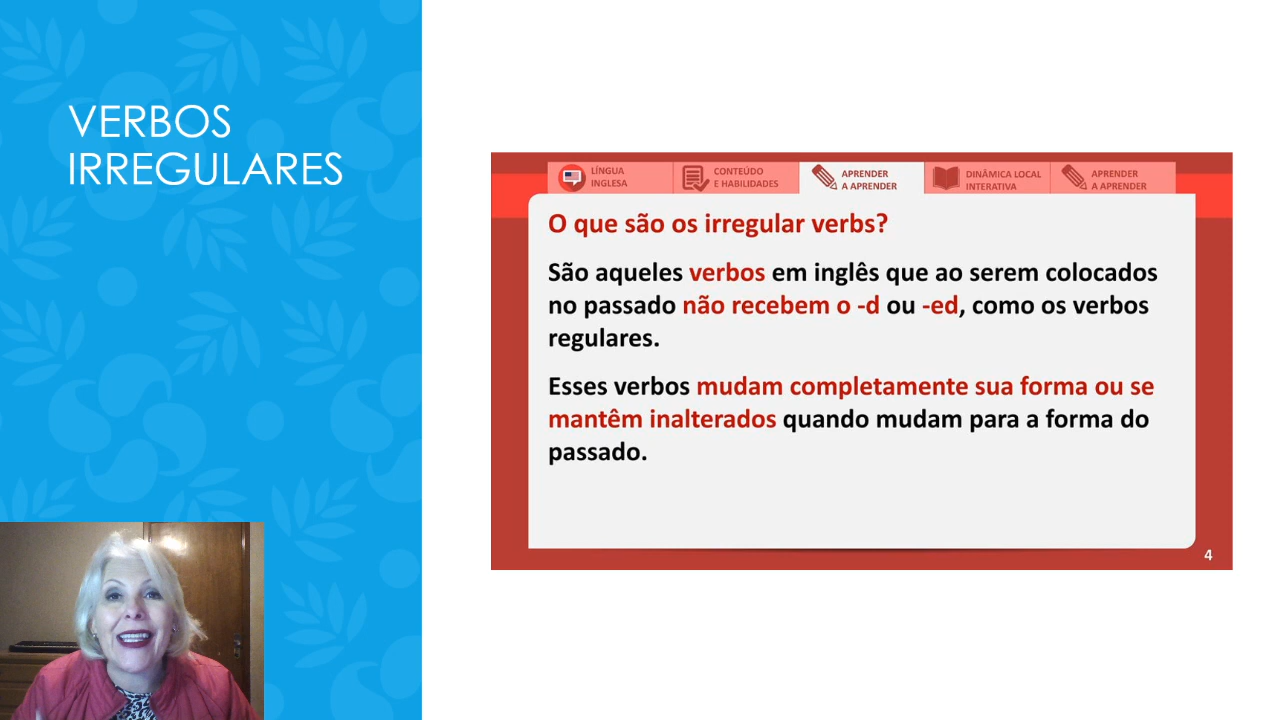 VERBOS
IRREGULARES
LÍNGUA
INGLESA
CONTEÚDO
E HABILIDADES
APRENDER
A APRENDER
DINÂMICA LOCAL
INTERATIVA
APRENDER
A APRENDER
O que são os irregular verbs?
São aqueles verbos em inglês que ao serem colocados
no passado não recebem o -d ou -ed, como os verbos
regulares.
Esses verbos mudam completamente sua forma ou se
mantêm inalterados quando mudam para a forma do
passado.
4